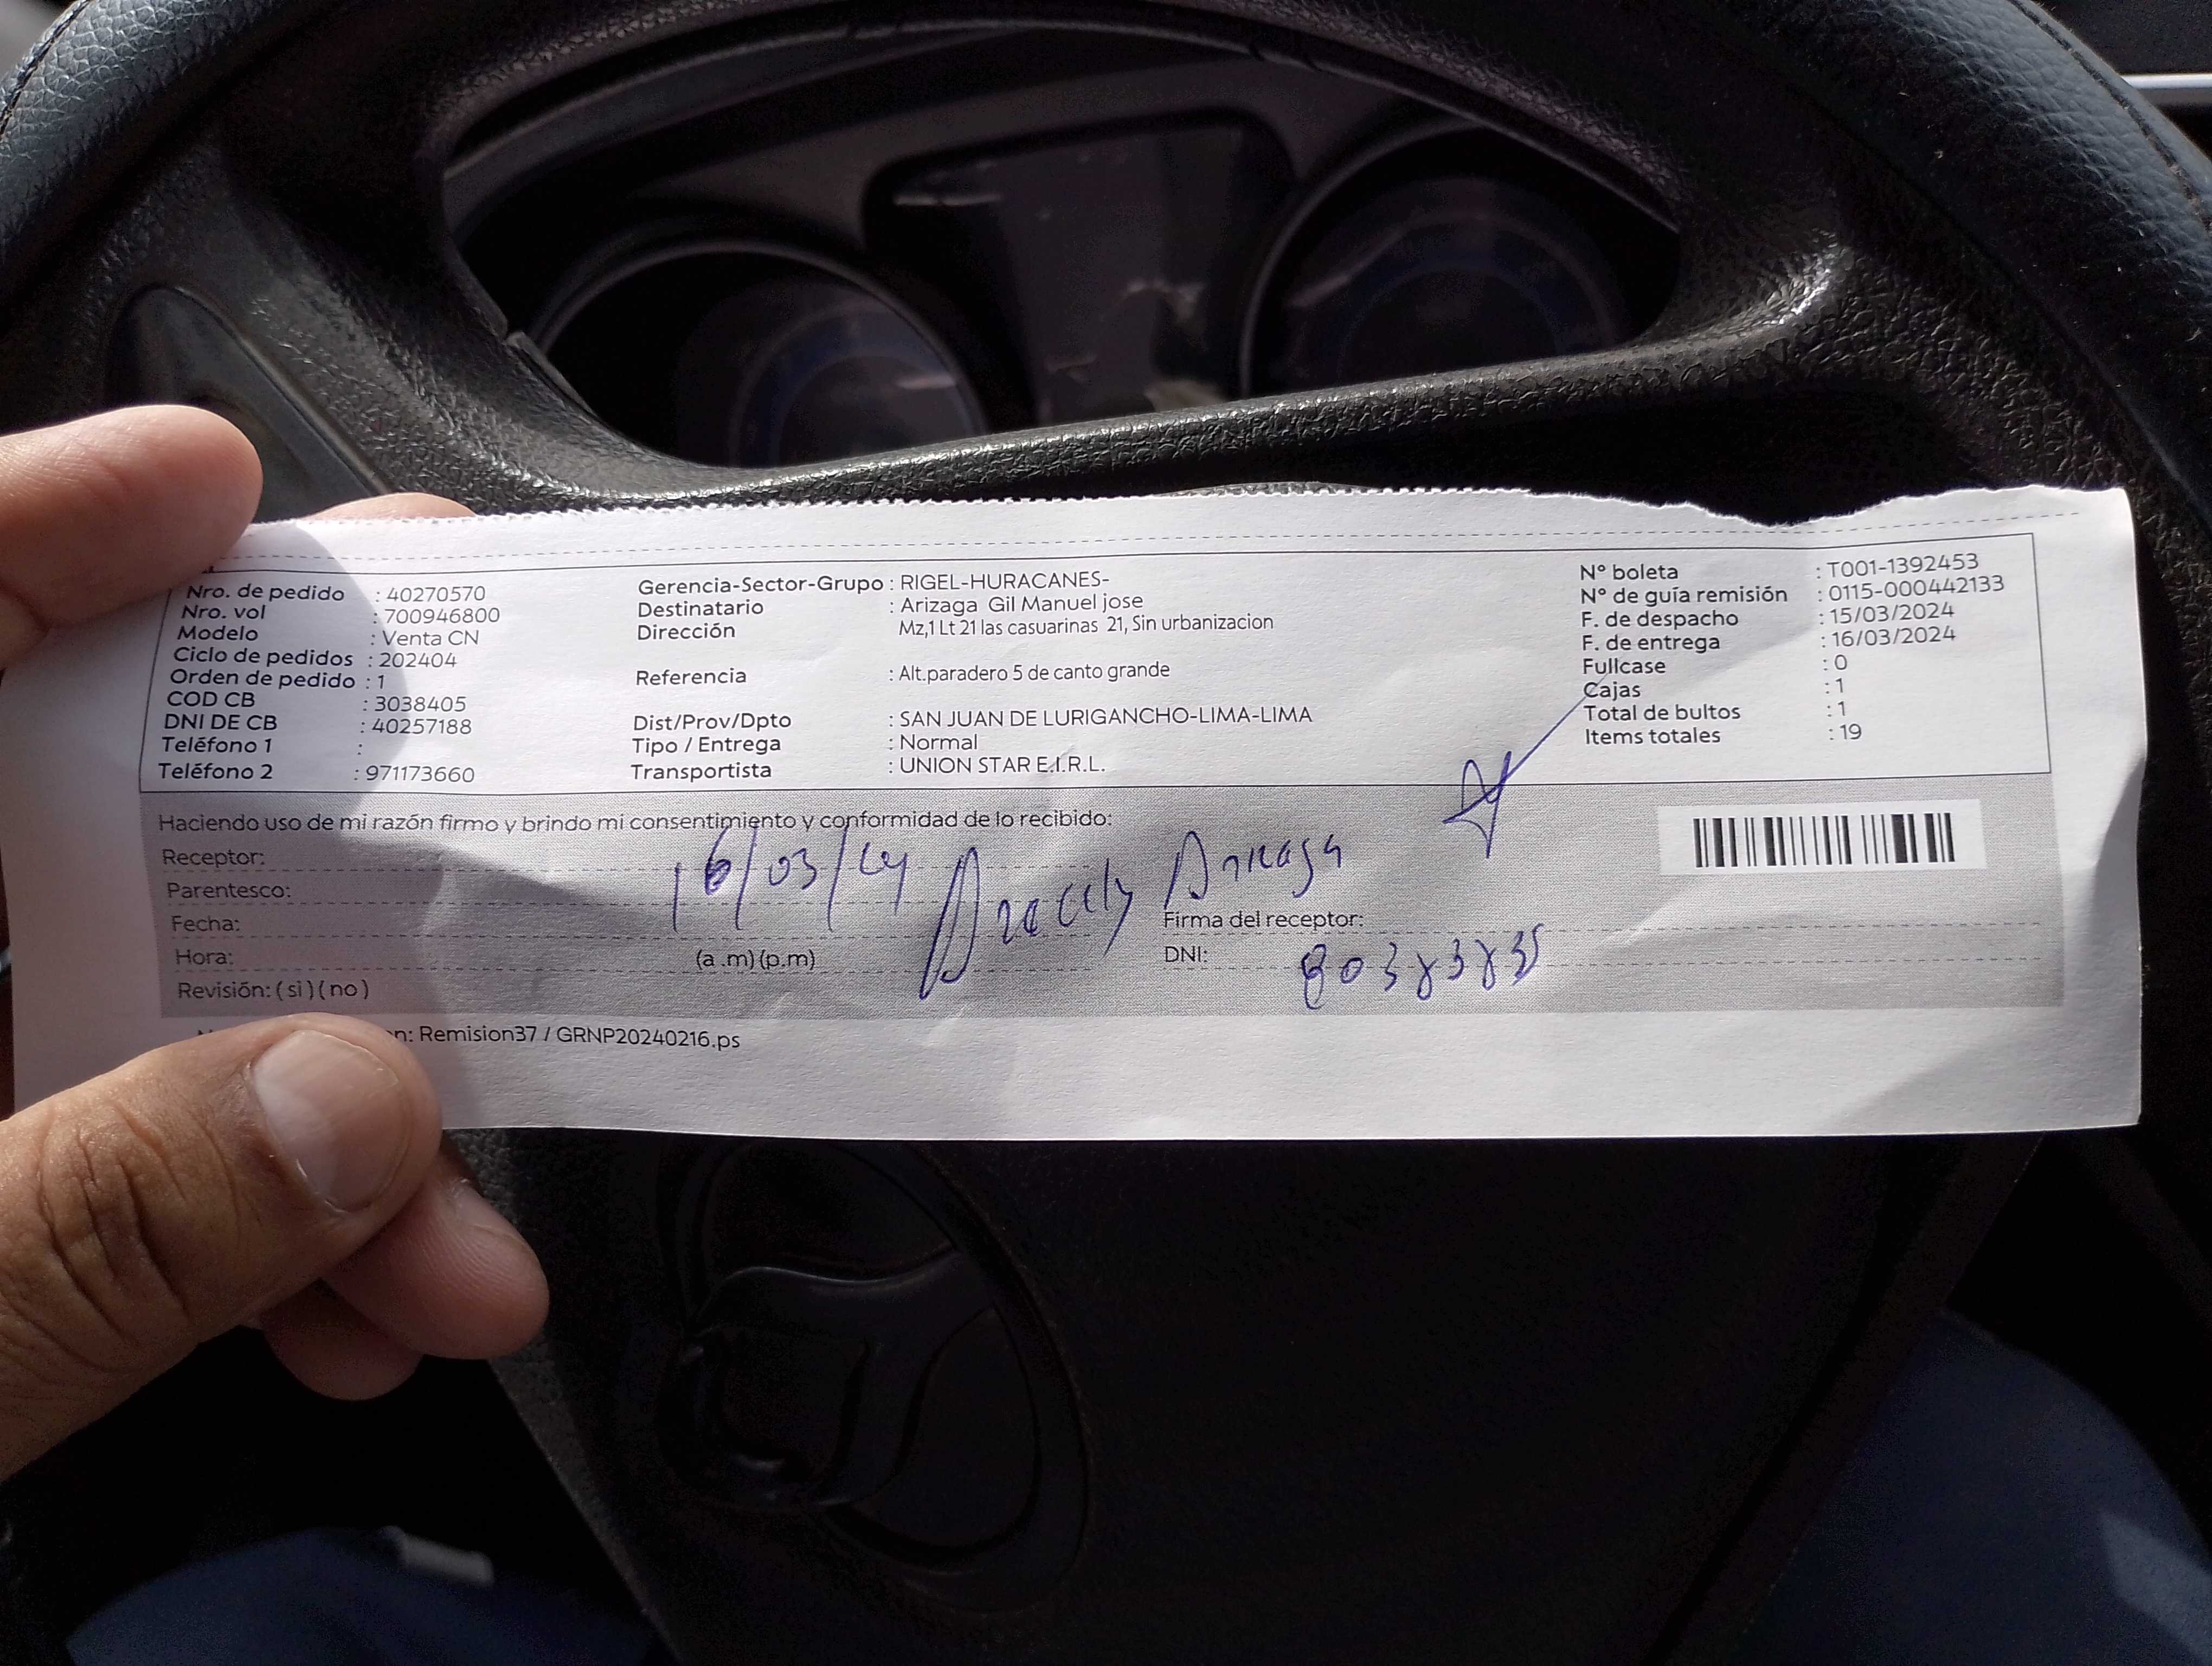 Nro. de pedido : 40270570
Nro. vol : 700946800
Modelo : Venta CN
Ciclo de pedidos : 202404
Orden de pedido : 1
COD CB : 3038405
DNI DE CB : 40257188
Teléfono 1 :
Teléfono 2 : 971173660
Gerencia-Sector-Grupo : RIGEL-HURACANES-
Destinatario : Arizaga Gil Manuel jose
Dirección Mz,1 Lt 21 las casuarinas 21, Sin urbanizacion
Referencia : Alt.paradero 5 de canto grande
Dist/Prov/Dpto : SAN JUAN DE LURIGANCHO-LIMA-LIMA
Tipo / Entrega : Normal
Transportista : UNION STAR E.I.R.L.
N° boleta : T001-1392453
N° de guía remisión : 0115-000442133
F. de despacho : 15/03/2024
F. de entrega : 16/03/2024
Fullcase : 0
Cajas : 1
Total de bultos : 1
Items totales : 19
Haciendo uso de mi razón firmo y brindo mi consentimiento y conformidad de lo recibido:
Receptor:
Parentesco:
Fecha: 16/03/24
Hora: (a .m) (p.m)
Revisión: ( si ) ( no )
Aracely Arizaga
Firma del receptor:
DNI:
n: Remision37 / GRNP20240216.ps